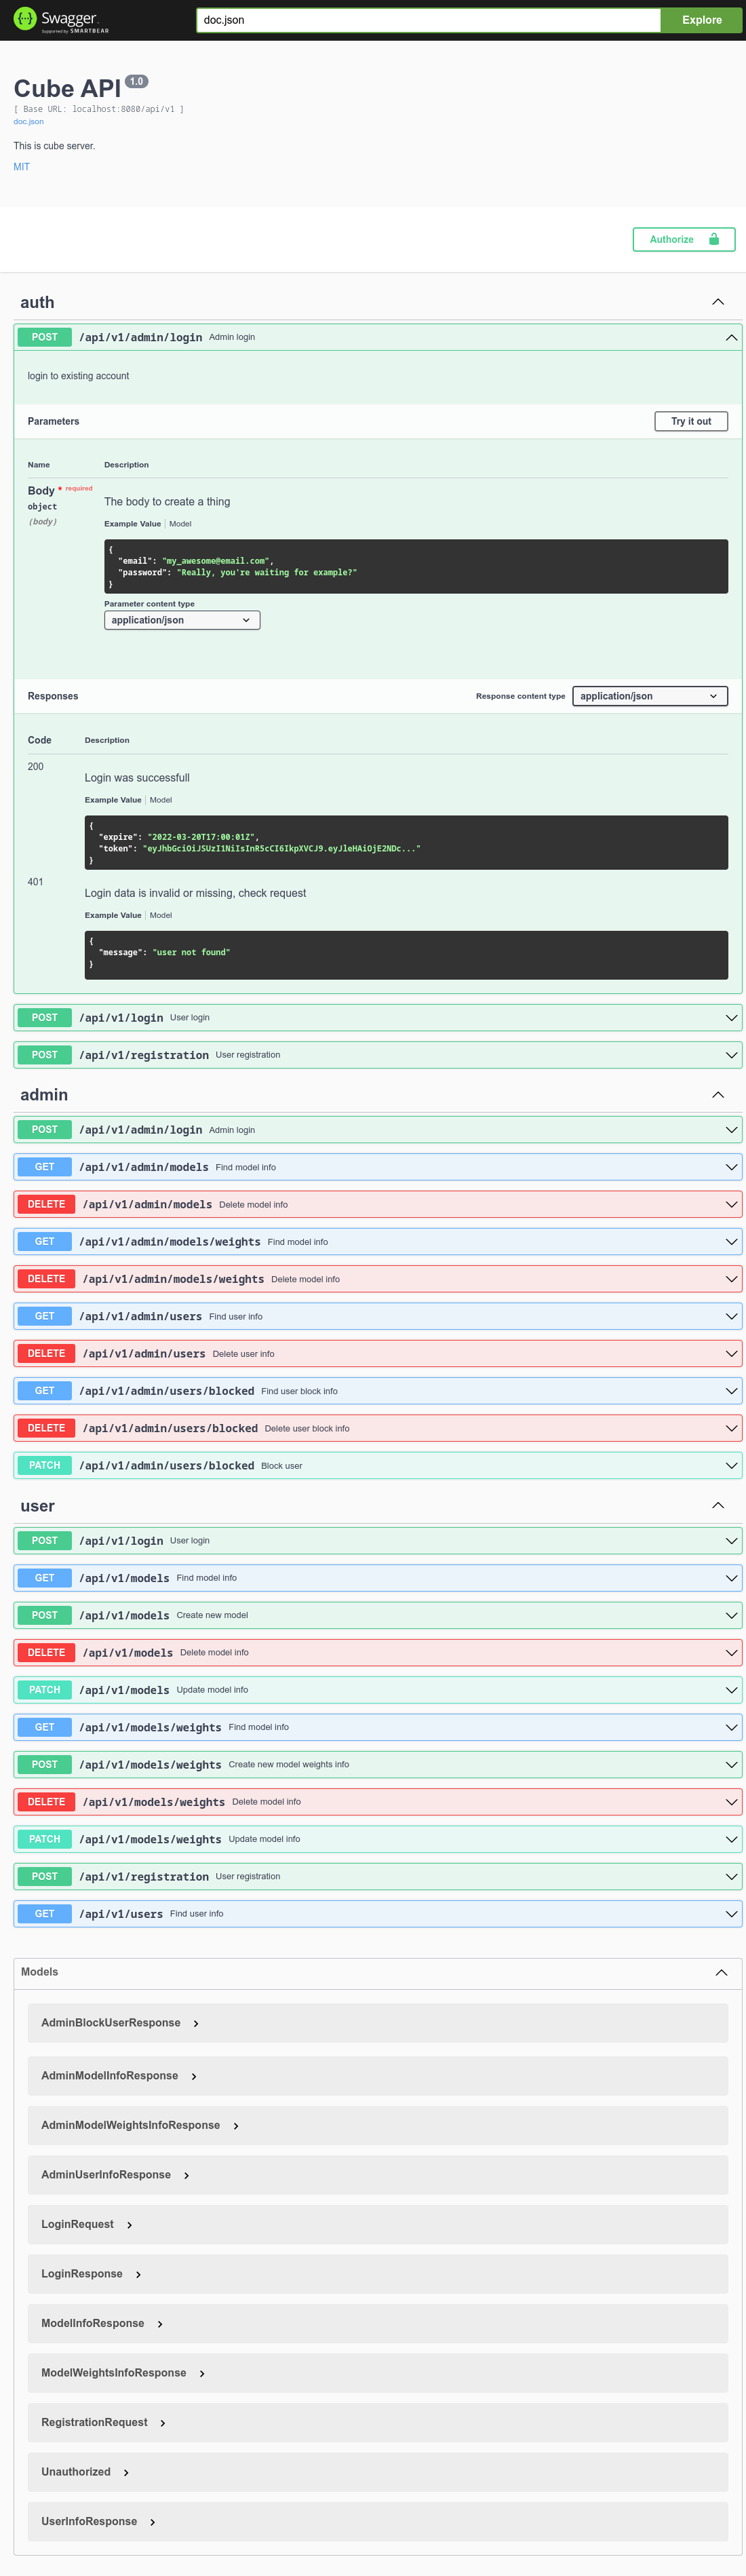 Swagger
Supported by SMARTBEAR
doc.json
Explore
Cube API 1.0
[ Base URL: localhost:8080/api/v1 ]
doc.json
This is cube server.
MIT
Authorize
auth
POST /api/v1/admin/login Admin login
login to existing account
Parameters Try it out
Name Description
Body * required The body to create a thing
object
(body)
Example Value Model
{
"email": "my_awesome@email.com",
"password": "Really, you're waiting for example?"
}
Parameter content type
application/json
Responses Response content type application/json
Code Description
200
Login was successfull
Example Value Model
{
"expire": "2022-03-20T17:00:01Z",
"token": "eyJhbGciOiJSUzI1NiIsInR5cCI6IkpXVCJ9.eyJleHAiOjE2NDc..."
}
401
Login data is invalid or missing, check request
Example Value Model
{
"message": "user not found"
}
POST /api/v1/login User login
POST /api/v1/registration User registration
admin
POST /api/v1/admin/login Admin login
GET /api/v1/admin/models Find model info
DELETE /api/v1/admin/models Delete model info
GET /api/v1/admin/models/weights Find model info
DELETE /api/v1/admin/models/weights Delete model info
GET /api/v1/admin/users Find user info
DELETE /api/v1/admin/users Delete user info
GET /api/v1/admin/users/blocked Find user block info
DELETE /api/v1/admin/users/blocked Delete user block info
PATCH /api/v1/admin/users/blocked Block user
user
POST /api/v1/login User login
GET /api/v1/models Find model info
POST /api/v1/models Create new model
DELETE /api/v1/models Delete model info
PATCH /api/v1/models Update model info
GET /api/v1/models/weights Find model info
POST /api/v1/models/weights Create new model weights info
DELETE /api/v1/models/weights Delete model info
PATCH /api/v1/models/weights Update model info
POST /api/v1/registration User registration
GET /api/v1/users Find user info
Models
AdminBlockUserResponse
AdminModelInfoResponse
AdminModelWeightsInfoResponse
AdminUserInfoResponse
LoginRequest
LoginResponse
ModelInfoResponse
ModelWeightsInfoResponse
RegistrationRequest
Unauthorized
UserInfoResponse